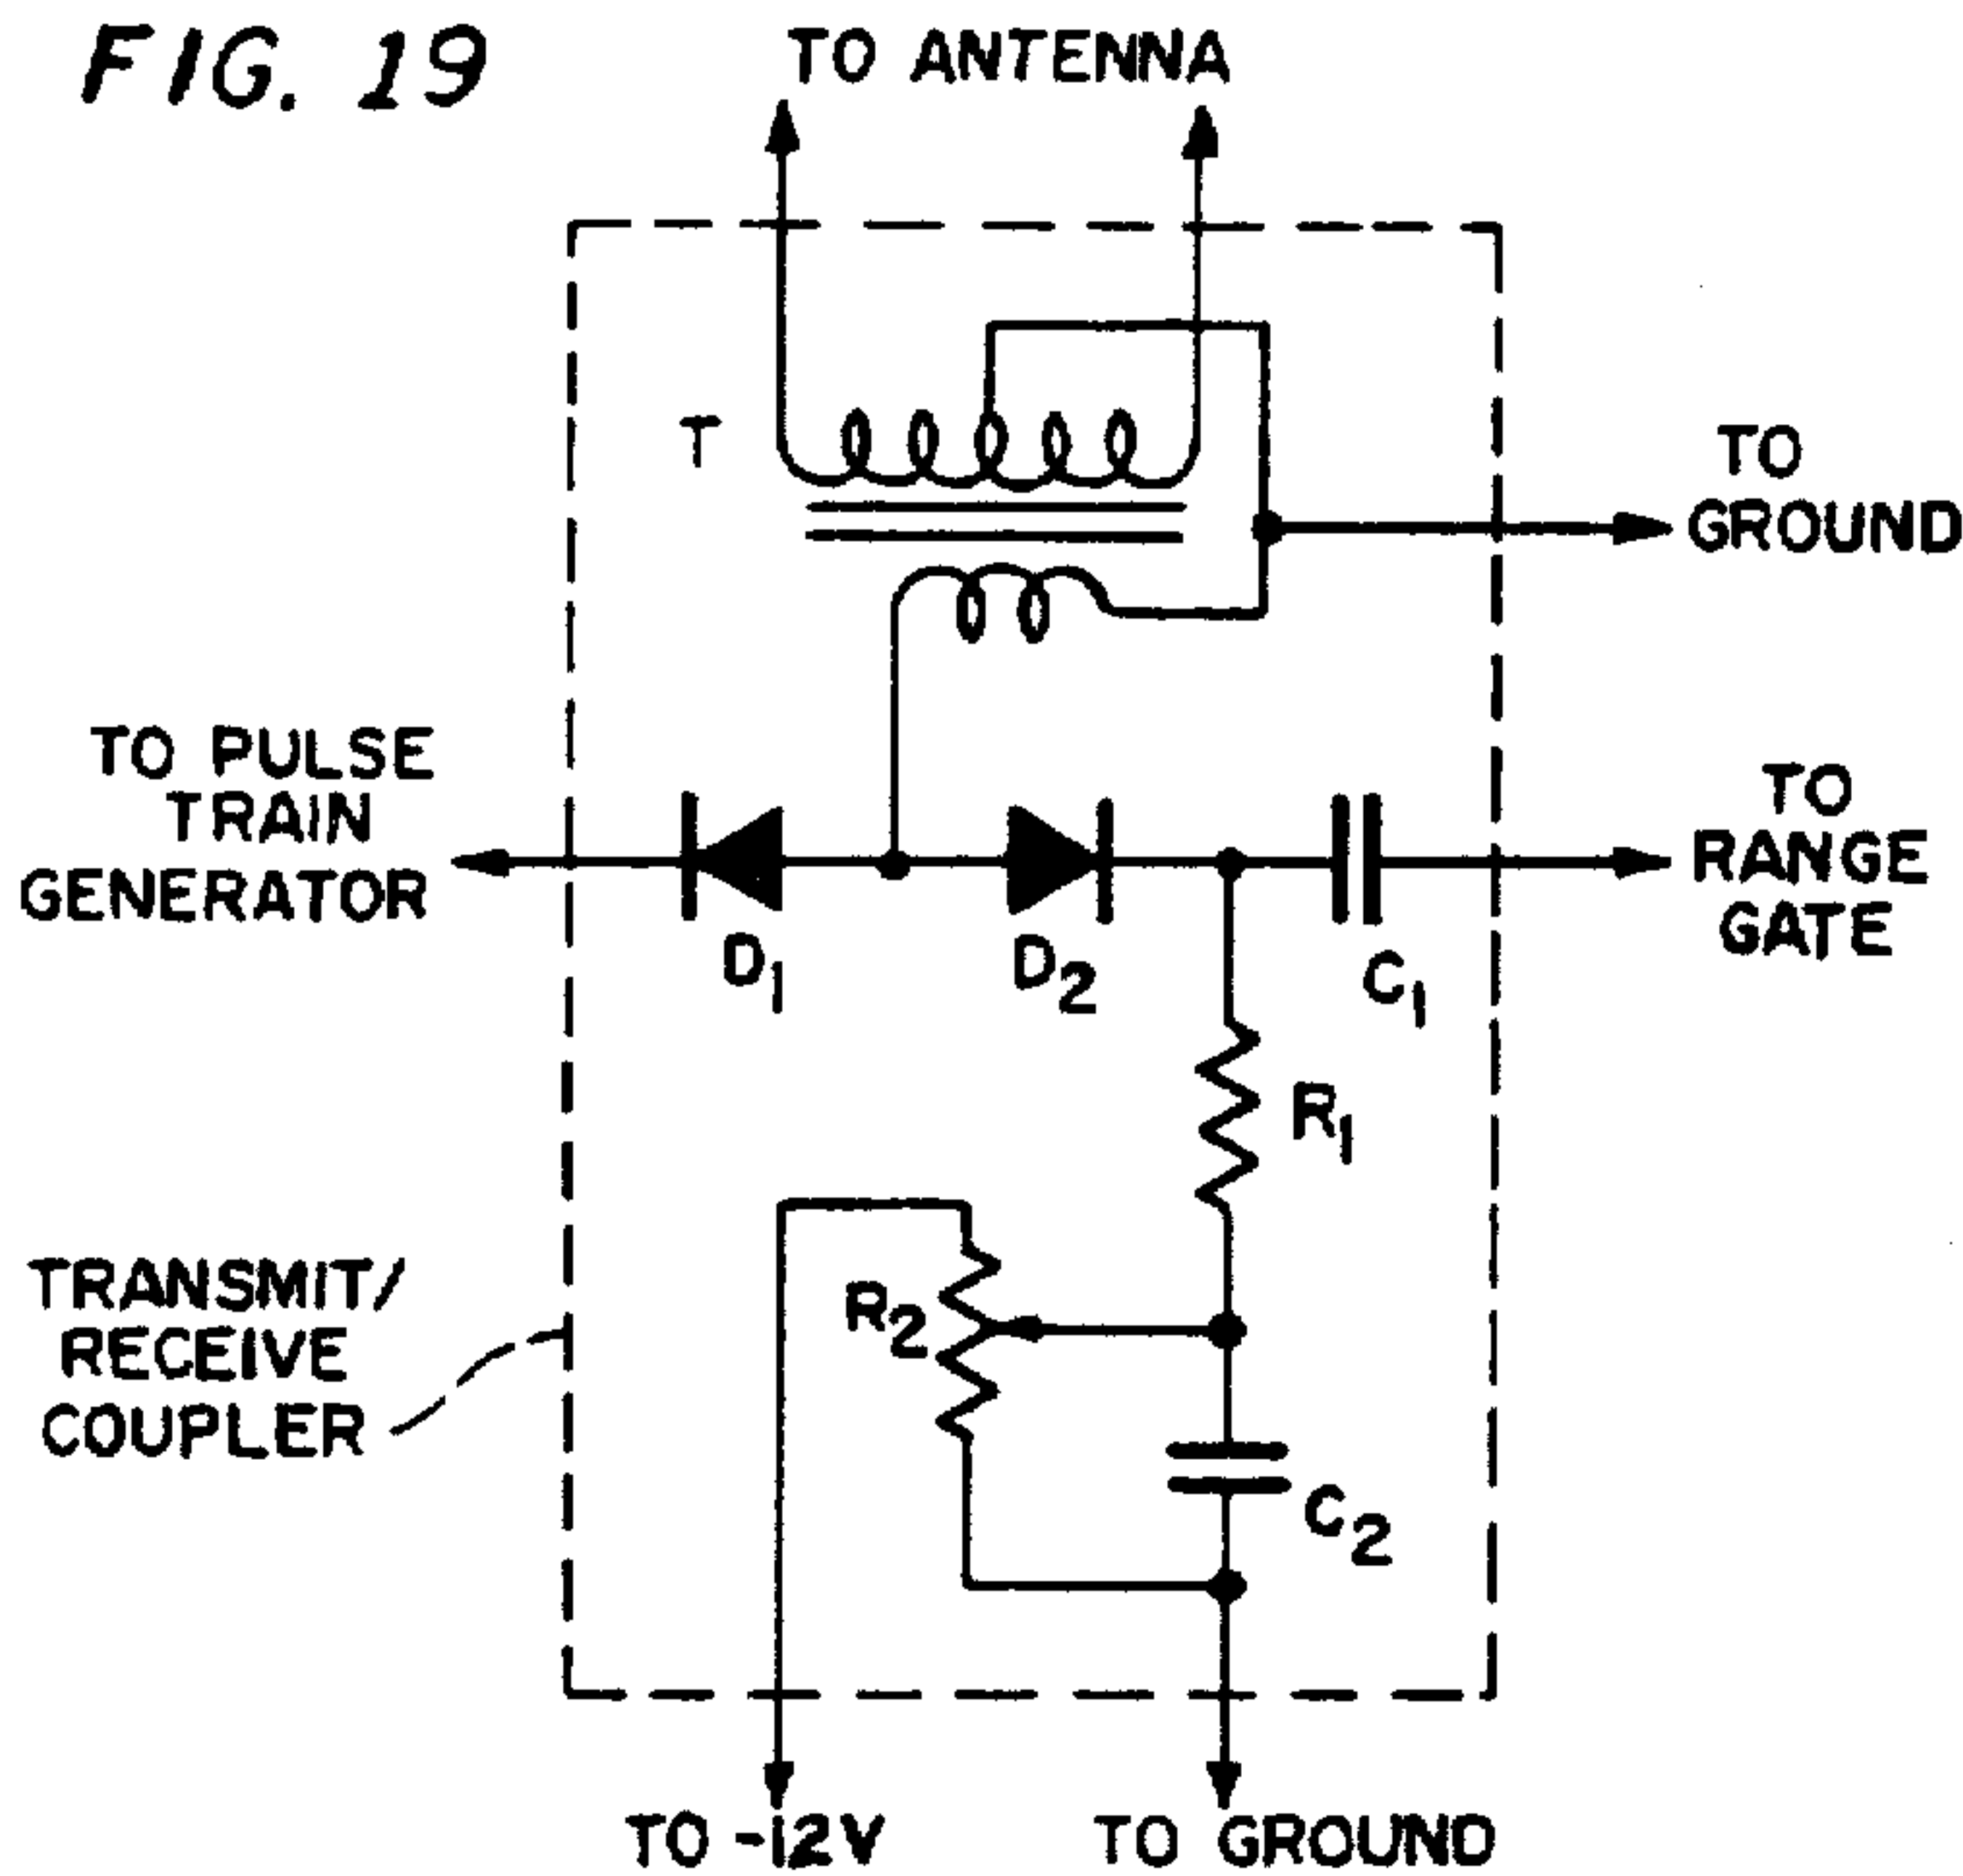 FIG. 19
TO ANTENNA
T
TO
GROUND
TO PULSE
TRAIN
GENERATOR
TO
RANGE
GATE
D1
D2
C1
R1
TRANSMIT/
RECEIVE
COUPLER
R2
C2
TO -12V
TO GROUND